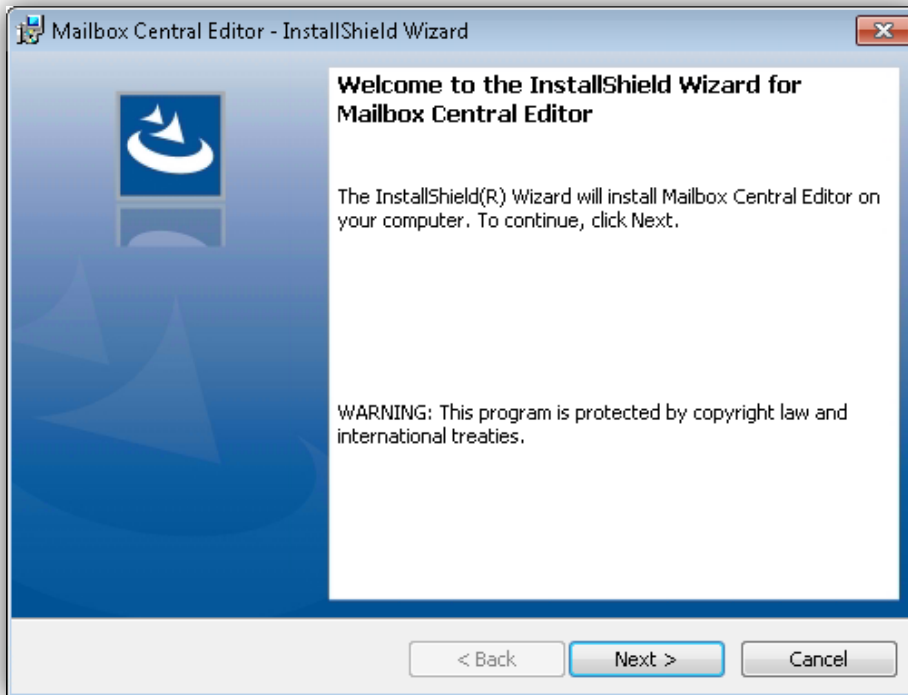 Mailbox Central Editor - InstallShield Wizard
Welcome to the InstallShield Wizard for
Mailbox Central Editor
The InstallShield(R) Wizard will install Mailbox Central Editor on
your computer. To continue, click Next.
WARNING: This program is protected by copyright law and
international treaties.
< Back
Next >
Cancel